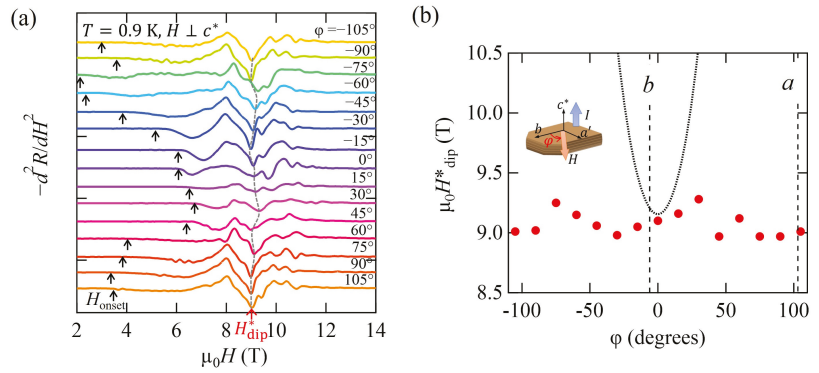 (a)
T = 0.9 K, H ⊥ c*
φ = −105°
−90°
−75°
−60°
−45°
−30°
−15°
0°
15°
30°
45°
60°
75°
90°
105°
−d²R/dH²
H_onset
H*_dip
2 4 6 8 10 12 14
μ₀H (T)
(b)
10.5
10.0
9.5
9.0
8.5
μ₀H*_dip (T)
b
a
c*
I
b
a
φ
H
-100 -50 0 50 100
φ (degrees)